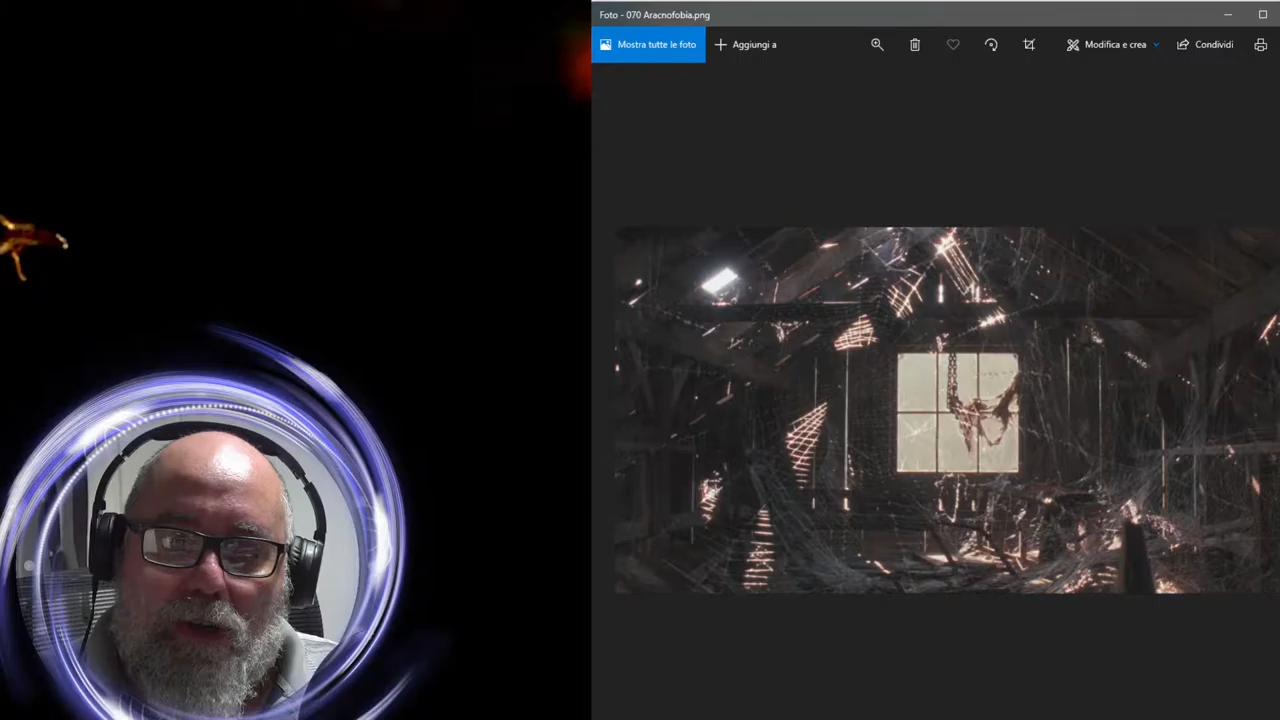 Foto - 070 Aracnofobia.png
Mostra tutte le foto
Aggiungi a
Modifica e crea
Condividi